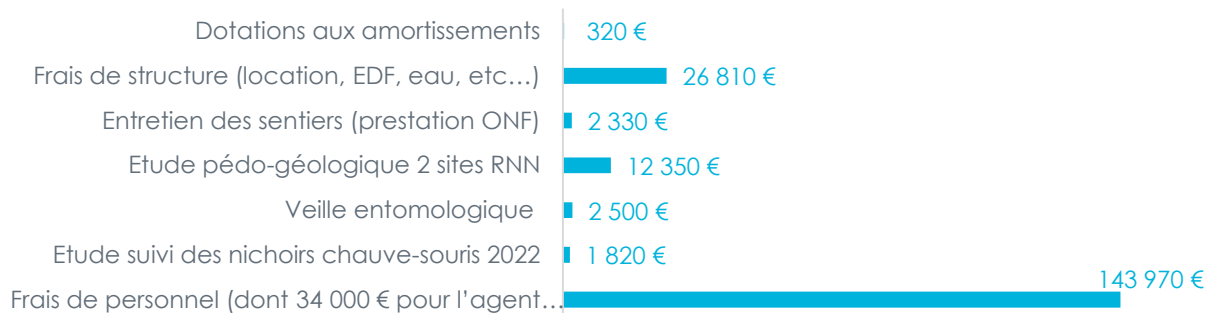 Dotations aux amortissements 320 €
Frais de structure (location, EDF, eau, etc…) 26 810 €
Entretien des sentiers (prestation ONF) 2 330 €
Etude pédo-géologique 2 sites RNN 12 350 €
Veille entomologique 2 500 €
Etude suivi des nichoirs chauve-souris 2022 1 820 €
Frais de personnel (dont 34 000 € pour l’agent… 143 970 €